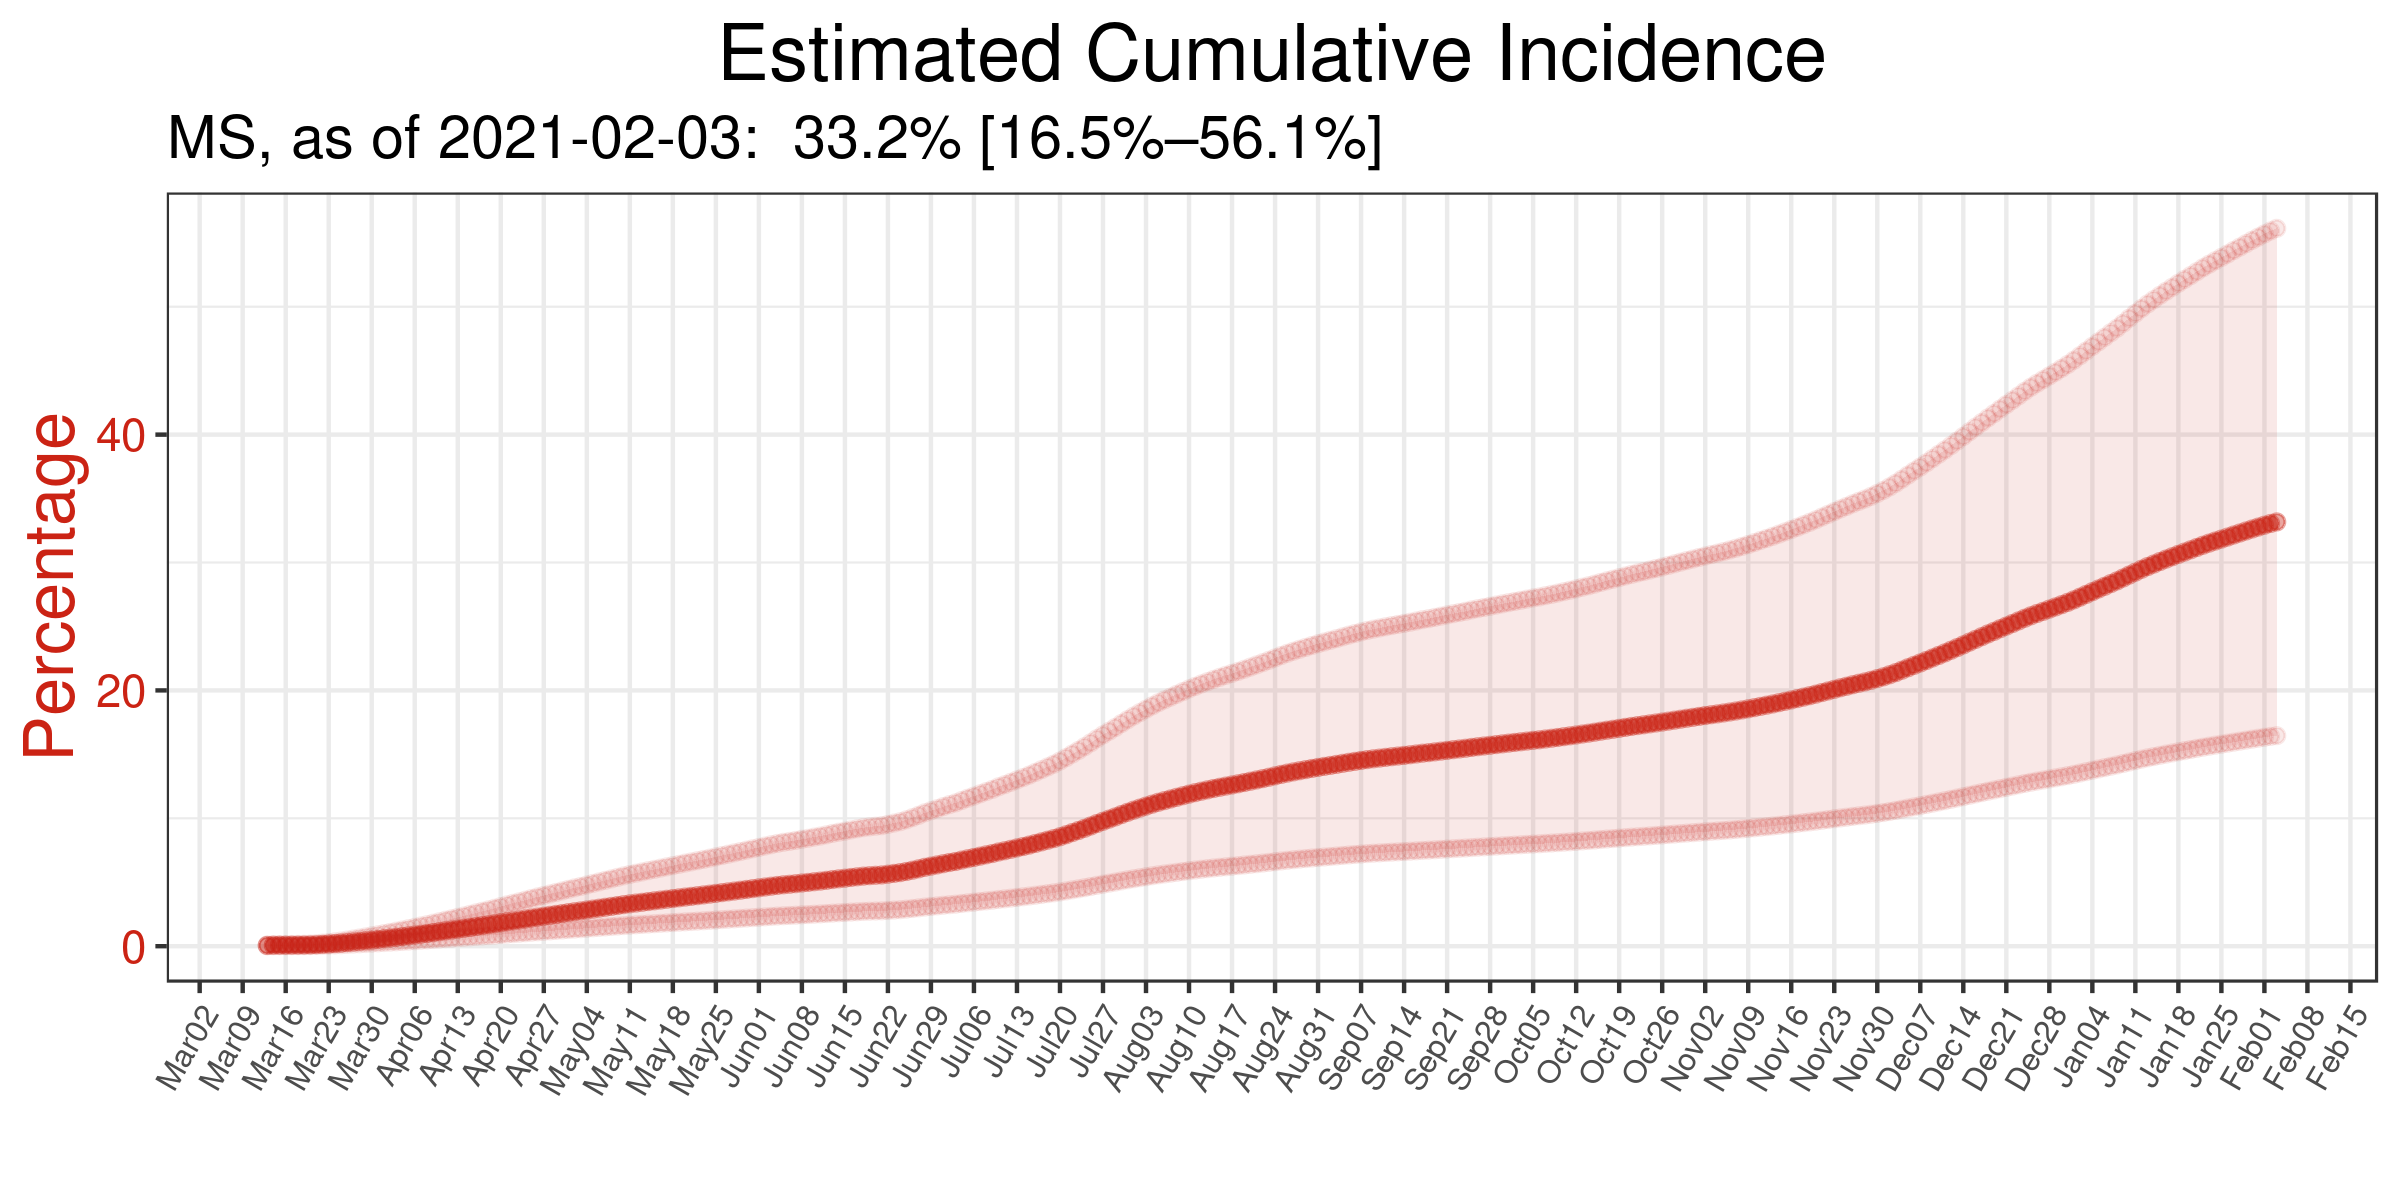 Estimated Cumulative Incidence
MS, as of 2021-02-03:  33.2% [16.5%–56.1%]
Percentage
40
20
0
Mar02 Mar09 Mar16 Mar23 Mar30 Apr06 Apr13 Apr20 Apr27 May04 May11 May18 May25 Jun01 Jun08 Jun15 Jun22 Jun29 Jul06 Jul13 Jul20 Jul27 Aug03 Aug10 Aug17 Aug24 Aug31 Sep07 Sep14 Sep21 Sep28 Oct05 Oct12 Oct19 Oct26 Nov02 Nov09 Nov16 Nov23 Nov30 Dec07 Dec14 Dec21 Dec28 Jan04 Jan11 Jan18 Jan25 Feb01 Feb08 Feb15